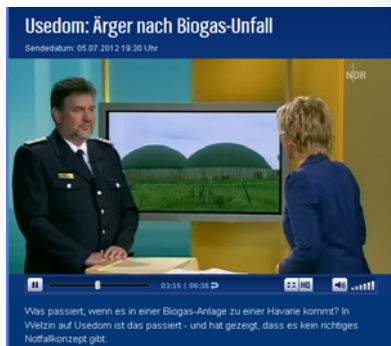 Usedom: Ärger nach Biogas-Unfall
Sendedatum: 05.07.2012 19:30 Uhr
NDR
03:15 | 06:38
HQ
Was passiert, wenn es in einer Biogas-Anlage zu einer Havarie kommt? In
Welzin auf Usedom ist das passiert - und hat gezeigt, dass es kein richtiges
Notfallkonzept gibt.